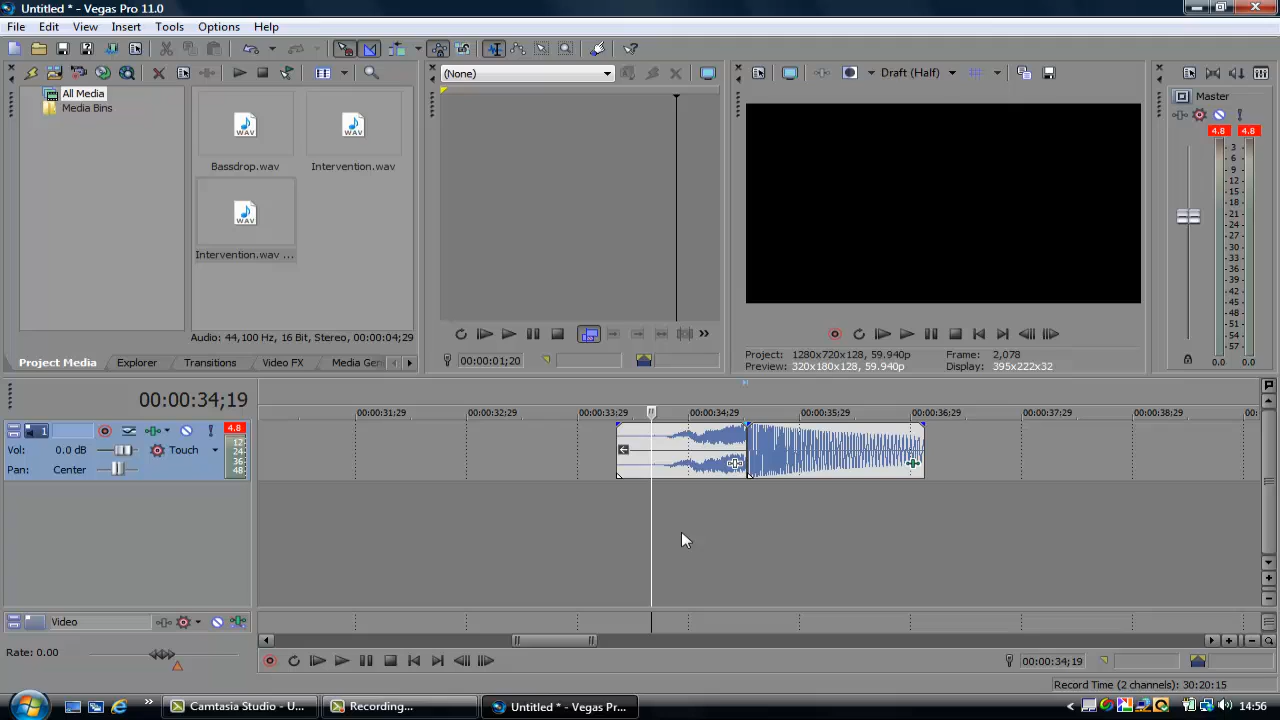 Untitled * - Vegas Pro 11.0
File Edit View Insert Tools Options Help
(None)
Draft (Half)
All Media
Media Bins
WAV
Bassdrop.wav
WAV
Intervention.wav
WAV
Intervention.wav ...
Audio: 44,100 Hz, 16 Bit, Stereo, 00:00:04;29
Project Media Explorer Transitions Video FX Media Gen
00:00:01;20
Project: 1280x720x128, 59.940p
Preview: 320x180x128, 59.940p
Frame: 2,078
Display: 395x222x32
Master
4.8 4.8
3
6
9
12
15
18
21
24
27
30
33
36
39
42
45
48
51
54
57
0.0 0.0
00:00:34;19
00:00:31;29 00:00:32;29 00:00:33;29 00:00:34;29 00:00:35;29 00:00:36;29 00:00:37;29 00:00:38;29 00:
1
4.8
Vol: 0.0 dB Touch
Pan: Center
12
24
36
48
Video
Rate: 0.00
00:00:34;19
Record Time (2 channels): 30:20:15
Camtasia Studio - U...
Recording...
Untitled * - Vegas Pr...
14:56